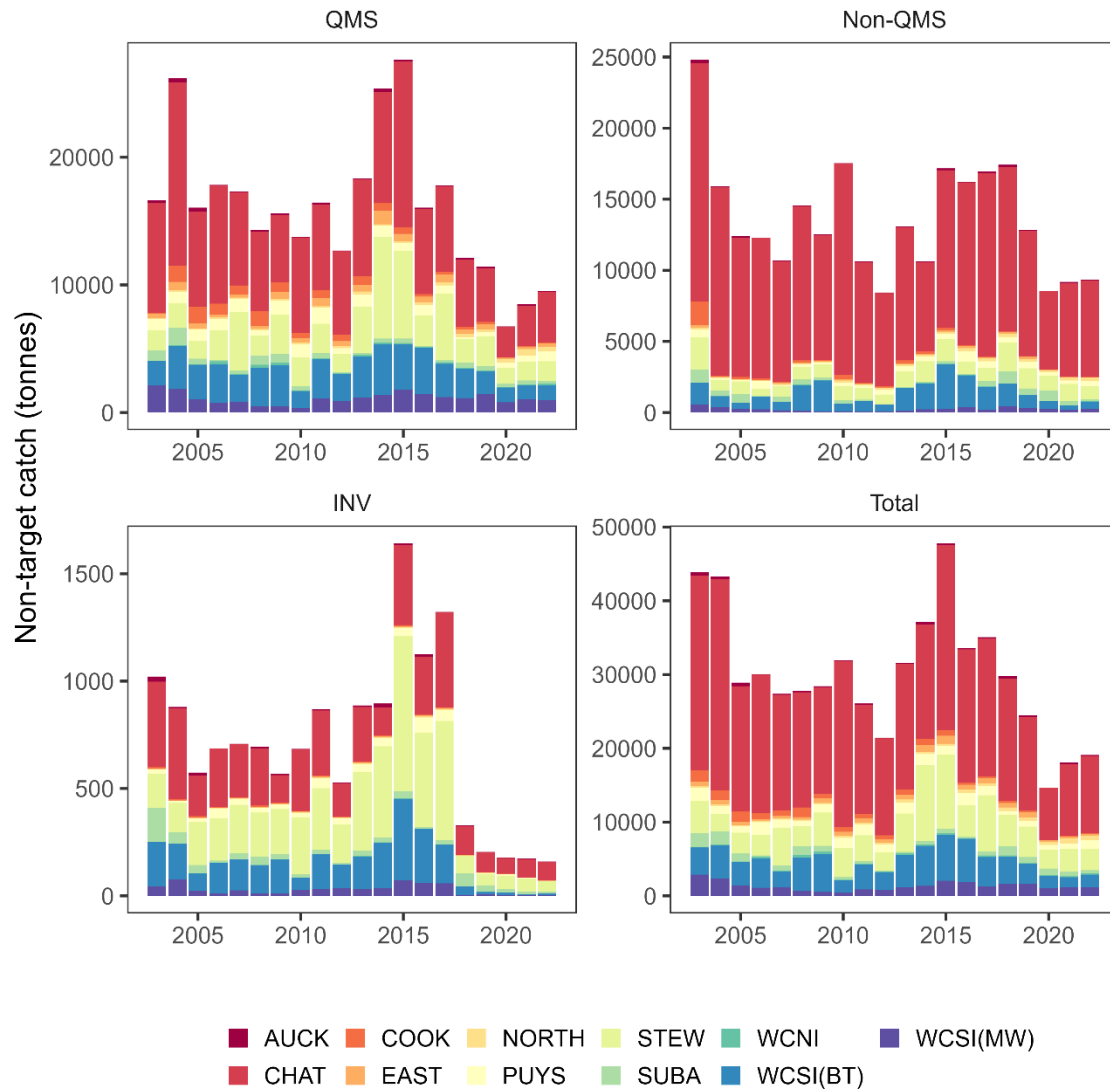 QMS
Non-QMS
Non-target catch (tonnes)
20000
10000
0
2005 2010 2015 2020
25000
20000
15000
10000
5000
0
2005 2010 2015 2020
INV
Total
1500
1000
500
0
2005 2010 2015 2020
50000
40000
30000
20000
10000
0
2005 2010 2015 2020
AUCK COOK NORTH STEW WCNI WCSI(MW)
CHAT EAST PUYS SUBA WCSI(BT)